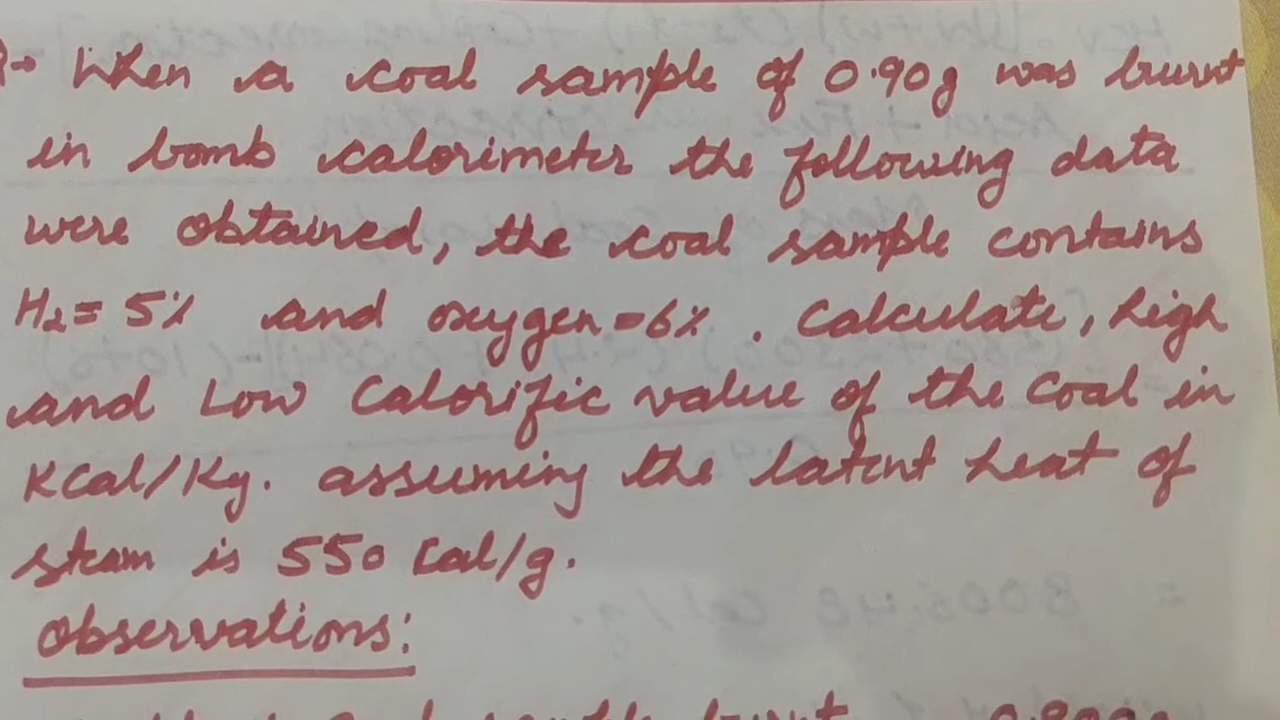 When a coal sample of 0.90g was burnt
in bomb calorimeter the following data
were obtained, the coal sample contains
H₂= 5% and oxygen=6%. Calculate, high
and Low Calorific value of the Coal in
KCal/Kg. assuming the latent heat of
steam is 550 Cal/g.
Observations: